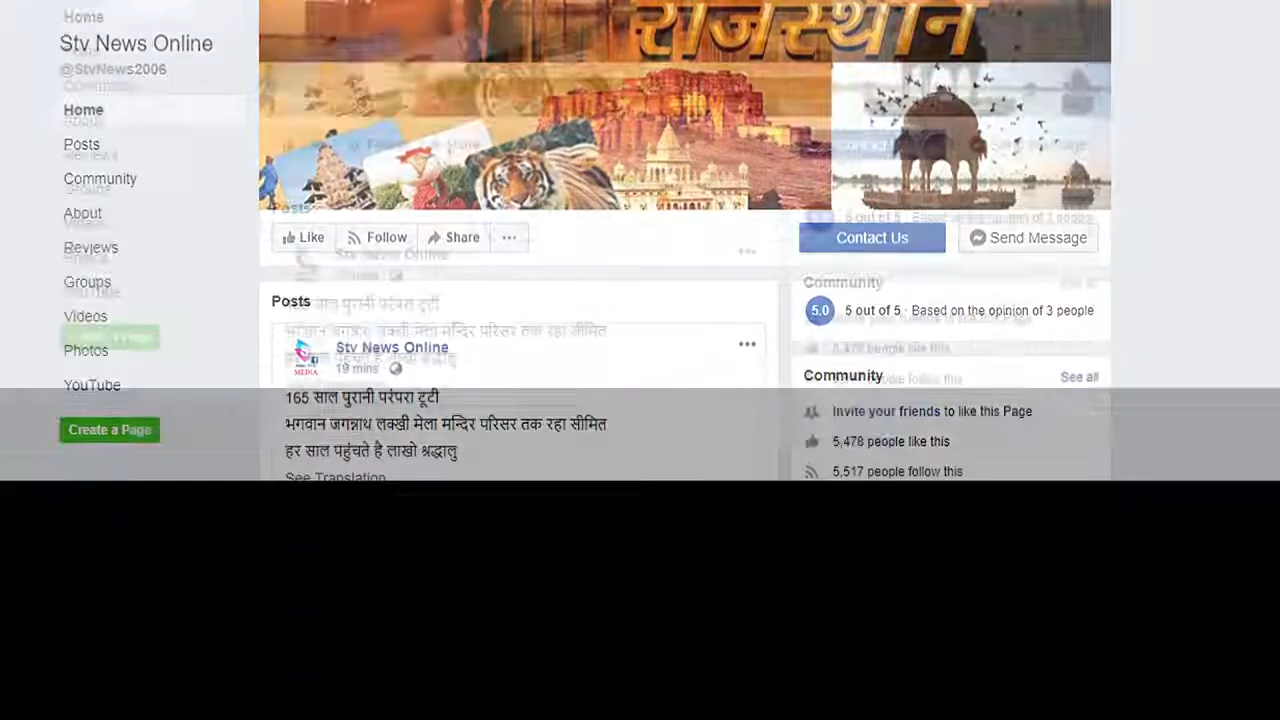 राजस्थान
Stv News Online
@StvNews2006
Home
Posts
Community
About
Reviews
Groups
Videos
Photos
YouTube
Create a Page
Like
Follow
Share
Contact Us
Send Message
Posts
Stv News Online
19 mins
MEDIA
165 साल पुरानी परंपरा टूटी
भगवान जगन्नाथ लक्खी मेला मन्दिर परिसर तक रहा सीमित
हर साल पहुंचते है लाखो श्रद्धालु
See Translation
5.0
5 out of 5 · Based on the opinion of 3 people
Community
See all
Invite your friends to like this Page
5,478 people like this
5,517 people follow this